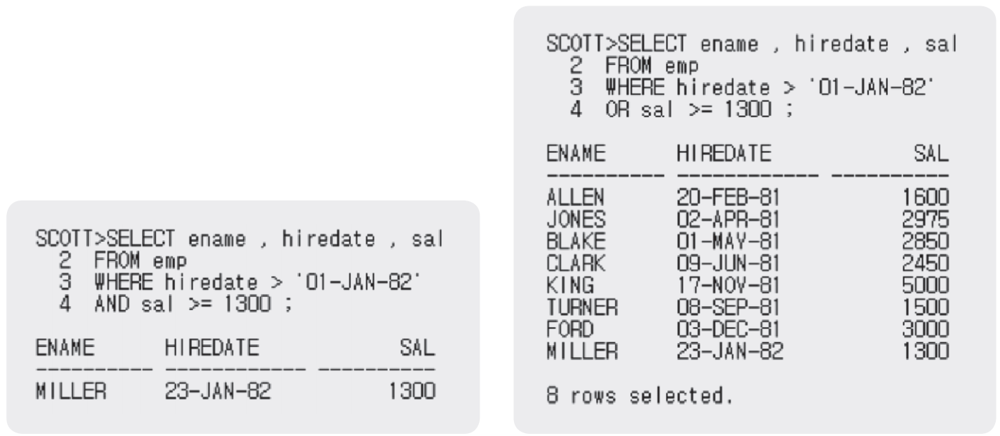 SCOTT>SELECT ename , hiredate , sal
  2  FROM emp
  3  WHERE hiredate > '01-JAN-82'
  4  AND sal >= 1300 ;
ENAME      HIREDATE            SAL
---------- ------------ ----------
MILLER     23-JAN-82          1300
SCOTT>SELECT ename , hiredate , sal
  2  FROM emp
  3  WHERE hiredate > '01-JAN-82'
  4  OR sal >= 1300 ;
ENAME      HIREDATE            SAL
---------- ------------ ----------
ALLEN      20-FEB-81          1600
JONES      02-APR-81          2975
BLAKE      01-MAY-81          2850
CLARK      09-JUN-81          2450
KING       17-NOV-81          5000
TURNER     08-SEP-81          1500
FORD       03-DEC-81          3000
MILLER     23-JAN-82          1300
8 rows selected.